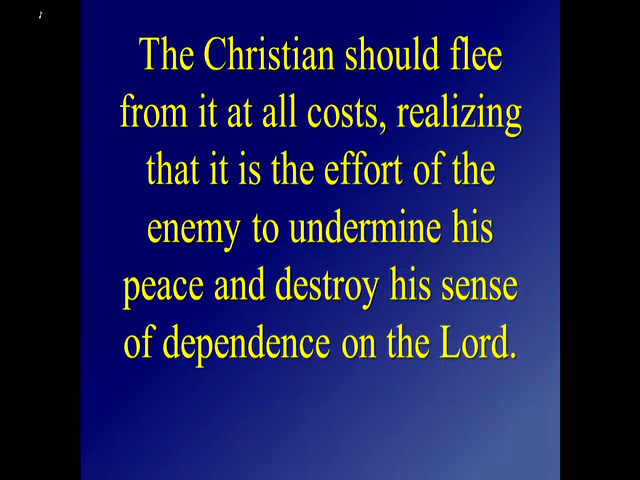 The Christian should flee
from it at all costs, realizing
that it is the effort of the
enemy to undermine his
peace and destroy his sense
of dependence on the Lord.